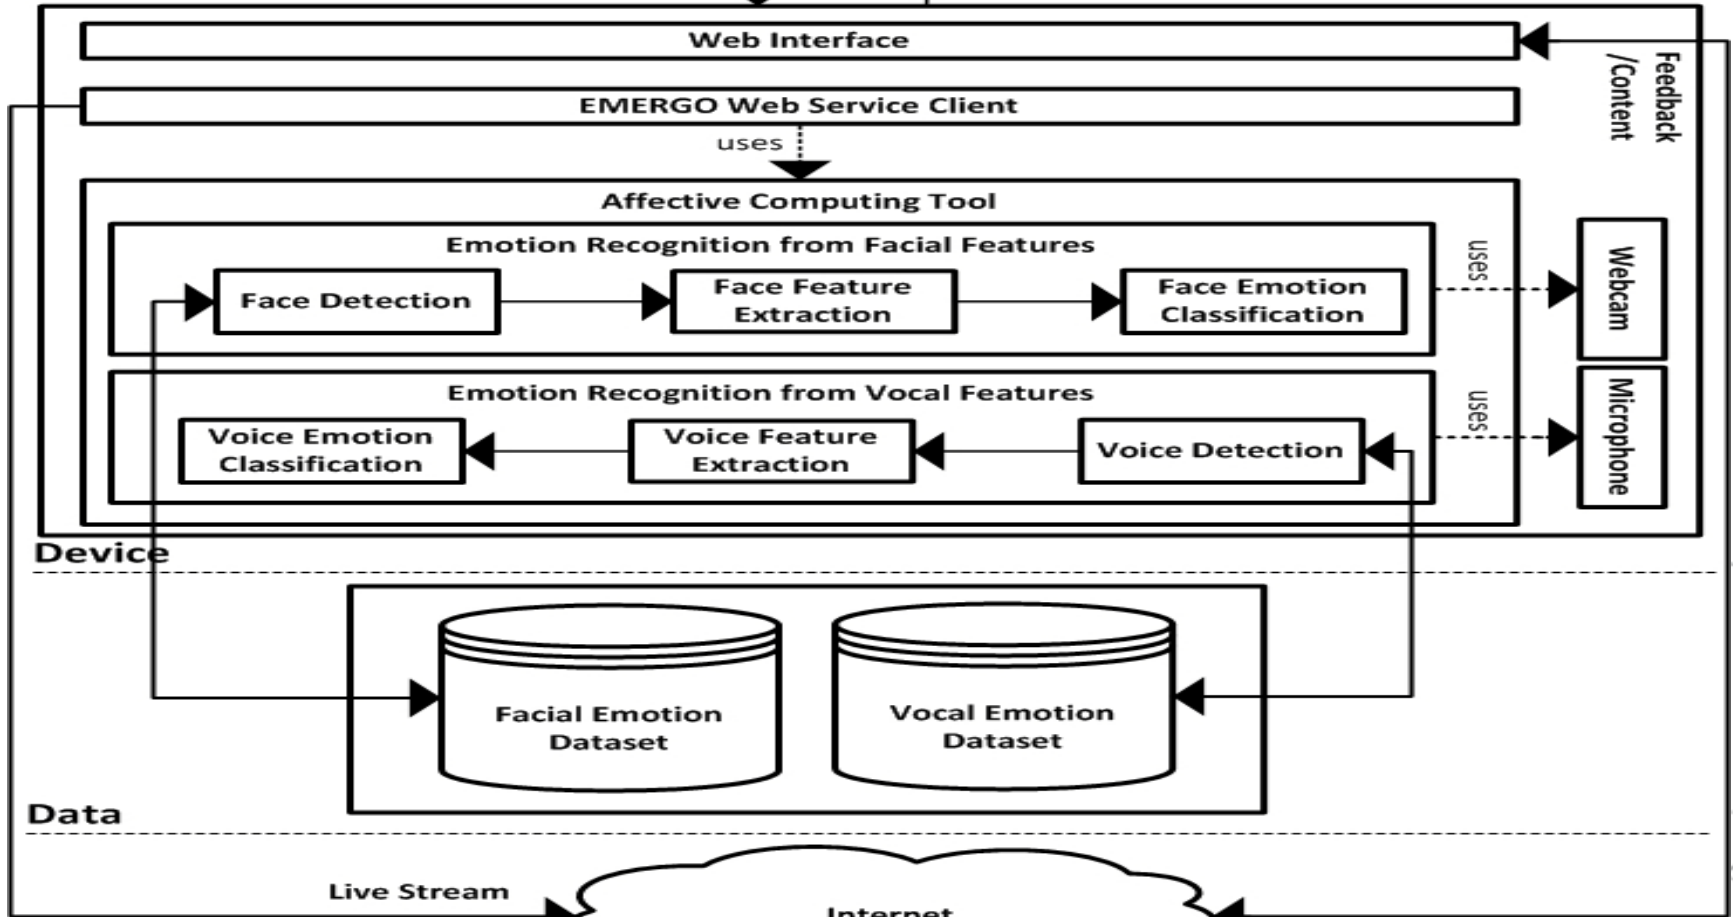 Web Interface
Feedback
/Content
EMERGO Web Service Client
uses
Affective Computing Tool
Emotion Recognition from Facial Features
uses
Webcam
Face Detection
Face Feature
Extraction
Face Emotion
Classification
Emotion Recognition from Vocal Features
uses
Microphone
Voice Emotion
Classification
Voice Feature
Extraction
Voice Detection
Device
Facial Emotion
Dataset
Vocal Emotion
Dataset
Data
Live Stream
Internet